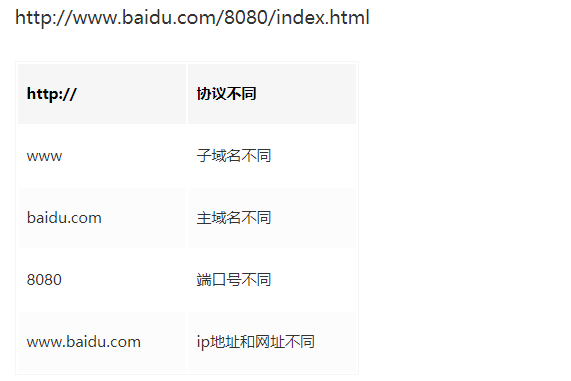 http://www.baidu.com/8080/index.html
http:// 协议不同
www 子域名不同
baidu.com 主域名不同
8080 端口号不同
www.baidu.com ip地址和网址不同